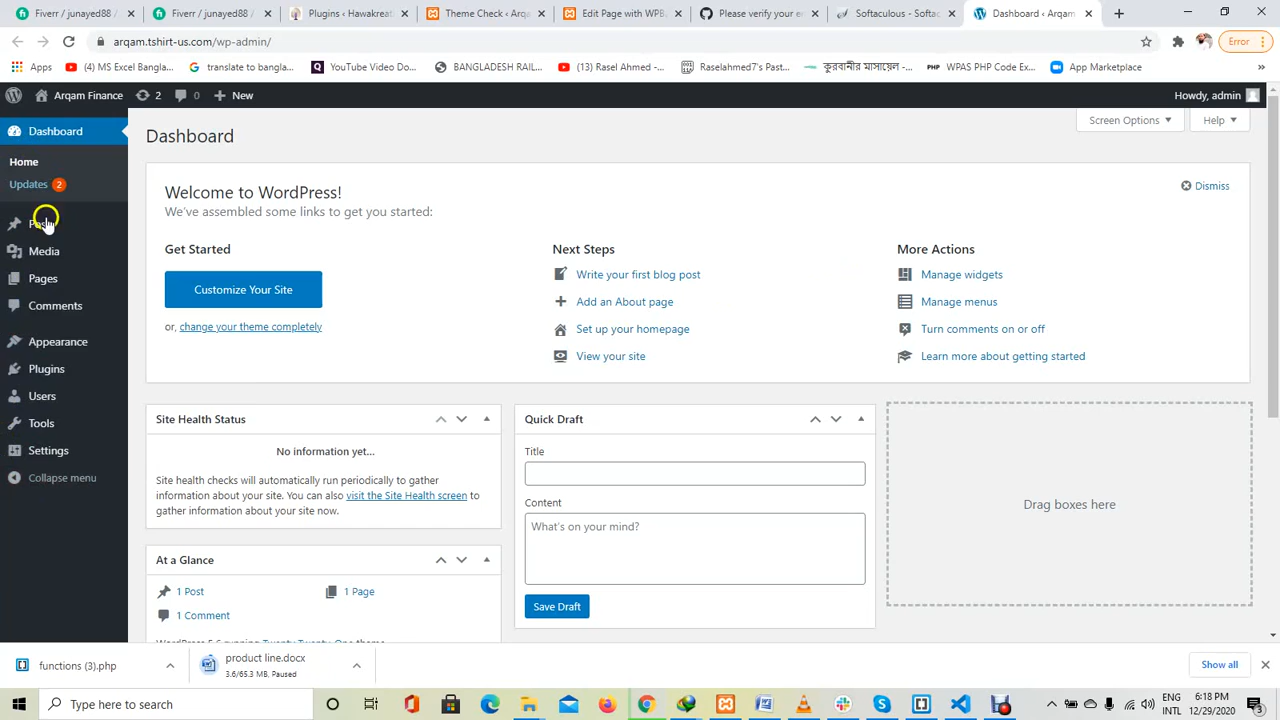 Fiverr / junayed88 /
Fiverr / junayed88 /
Plugins ‹ Hawakreat
Theme Check ‹ Arq
Edit Page with WPB
Please verify your e
Softaculous - Softac
Dashboard ‹ Arqam
arqam.tshirt-us.com/wp-admin/
Error
Apps
(4) MS Excel Bangla...
translate to bangla...
YouTube Video Do...
BANGLADESH RAIL...
(13) Rasel Ahmed -...
Raselahmed7's Past...
কুরবানীর মাসায়েল -...
WPAS PHP Code Ex...
App Marketplace
»
Arqam Finance
2
0
New
Howdy, admin
Dashboard
Home
Updates 2
Media
Pages
Comments
Appearance
Plugins
Users
Tools
Settings
Collapse menu
Dashboard
Screen Options
Help
Welcome to WordPress!
We've assembled some links to get you started:
Dismiss
Get Started
Customize Your Site
or, change your theme completely
Next Steps
Write your first blog post
Add an About page
Set up your homepage
View your site
More Actions
Manage widgets
Manage menus
Turn comments on or off
Learn more about getting started
Site Health Status
No information yet...
Site health checks will automatically run periodically to gather
information about your site. You can also visit the Site Health screen to
gather information about your site now.
At a Glance
1 Post
1 Page
1 Comment
WordPress 5.6 running Twenty Twenty-One theme
Quick Draft
Title
Content
What's on your mind?
Save Draft
Drag boxes here
functions (3).php
product line.docx
3.6/65.3 MB, Paused
Show all
Type here to search
ENG
INTL
6:18 PM
12/29/2020
3